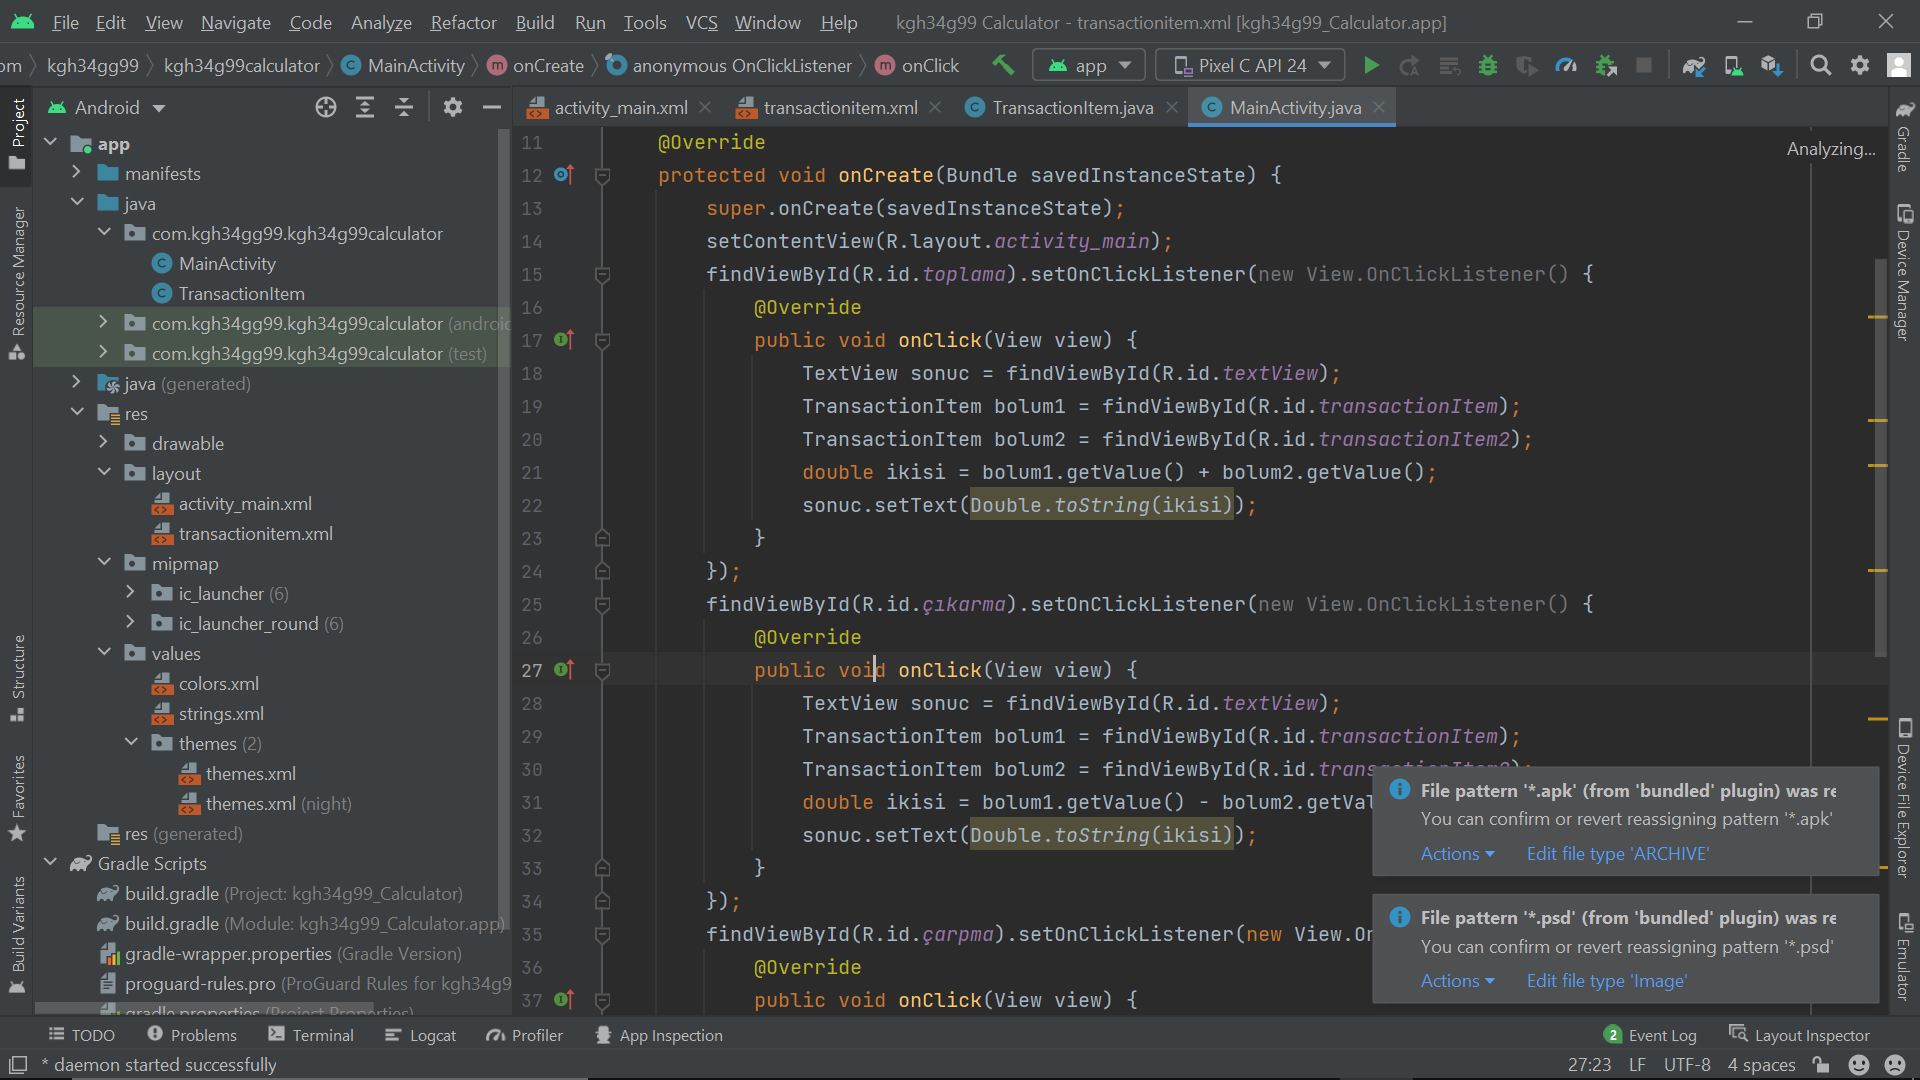 File Edit View Navigate Code Analyze Refactor Build Run Tools VCS Window Help kgh34g99 Calculator - transactionitem.xml [kgh34g99_Calculator.app]
om kgh34gg99 kgh34g99calculator MainActivity onCreate anonymous OnClickListener onClick app Pixel C API 24
Android
activity_main.xml transactionitem.xml TransactionItem.java MainActivity.java
Project
Resource Manager
Structure
Favorites
Build Variants
app
manifests
java
com.kgh34gg99.kgh34g99calculator
MainActivity
TransactionItem
com.kgh34gg99.kgh34g99calculator (androi
com.kgh34gg99.kgh34g99calculator (test)
java (generated)
res
drawable
layout
activity_main.xml
transactionitem.xml
mipmap
ic_launcher (6)
ic_launcher_round (6)
values
colors.xml
strings.xml
themes (2)
themes.xml
themes.xml (night)
res (generated)
Gradle Scripts
build.gradle (Project: kgh34g99_Calculator)
build.gradle (Module: kgh34g99_Calculator.app)
gradle-wrapper.properties (Gradle Version)
proguard-rules.pro (ProGuard Rules for kgh34g9
gradle.properties (Project Properties)
11 @Override
12 protected void onCreate(Bundle savedInstanceState) {
13 super.onCreate(savedInstanceState);
14 setContentView(R.layout.activity_main);
15 findViewById(R.id.toplama).setOnClickListener(new View.OnClickListener() {
16 @Override
17 public void onClick(View view) {
18 TextView sonuc = findViewById(R.id.textView);
19 TransactionItem bolum1 = findViewById(R.id.transactionItem);
20 TransactionItem bolum2 = findViewById(R.id.transactionItem2);
21 double ikisi = bolum1.getValue() + bolum2.getValue();
22 sonuc.setText(Double.toString(ikisi));
23 }
24 });
25 findViewById(R.id.çıkarma).setOnClickListener(new View.OnClickListener() {
26 @Override
27 public void onClick(View view) {
28 TextView sonuc = findViewById(R.id.textView);
29 TransactionItem bolum1 = findViewById(R.id.transactionItem);
30 TransactionItem bolum2 = findViewById(R.id.transactionItem2);
31 double ikisi = bolum1.getValue() - bolum2.getVal
32 sonuc.setText(Double.toString(ikisi));
33 }
34 });
35 findViewById(R.id.çarpma).setOnClickListener(new View.On
36 @Override
37 public void onClick(View view) {
Analyzing...
Gradle
Device Manager
Device File Explorer
Emulator
File pattern '*.apk' (from 'bundled' plugin) was re
You can confirm or revert reassigning pattern '*.apk'
Actions Edit file type 'ARCHIVE'
File pattern '*.psd' (from 'bundled' plugin) was re
You can confirm or revert reassigning pattern '*.psd'
Actions Edit file type 'Image'
TODO Problems Terminal Logcat Profiler App Inspection 2 Event Log Layout Inspector
* daemon started successfully 27:23 LF UTF-8 4 spaces